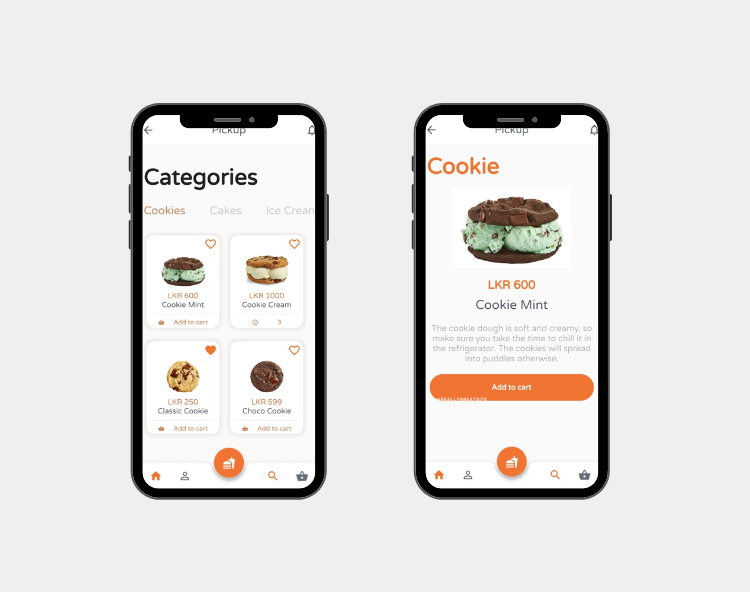 Pickup
Categories
Cookies Cakes Ice Cream
LKR 600
Cookie Mint
Add to cart
LKR 1000
Cookie Cream
3
LKR 250
Classic Cookie
Add to cart
LKR 599
Choco Cookie
Add to cart
Pickup
Cookie
LKR 600
Cookie Mint
The cookie dough is soft and creamy, so
make sure you take the time to chill it in
the refrigerator. The cookies will spread
into puddles otherwise.
Add to cart
REALLYGREATSITE